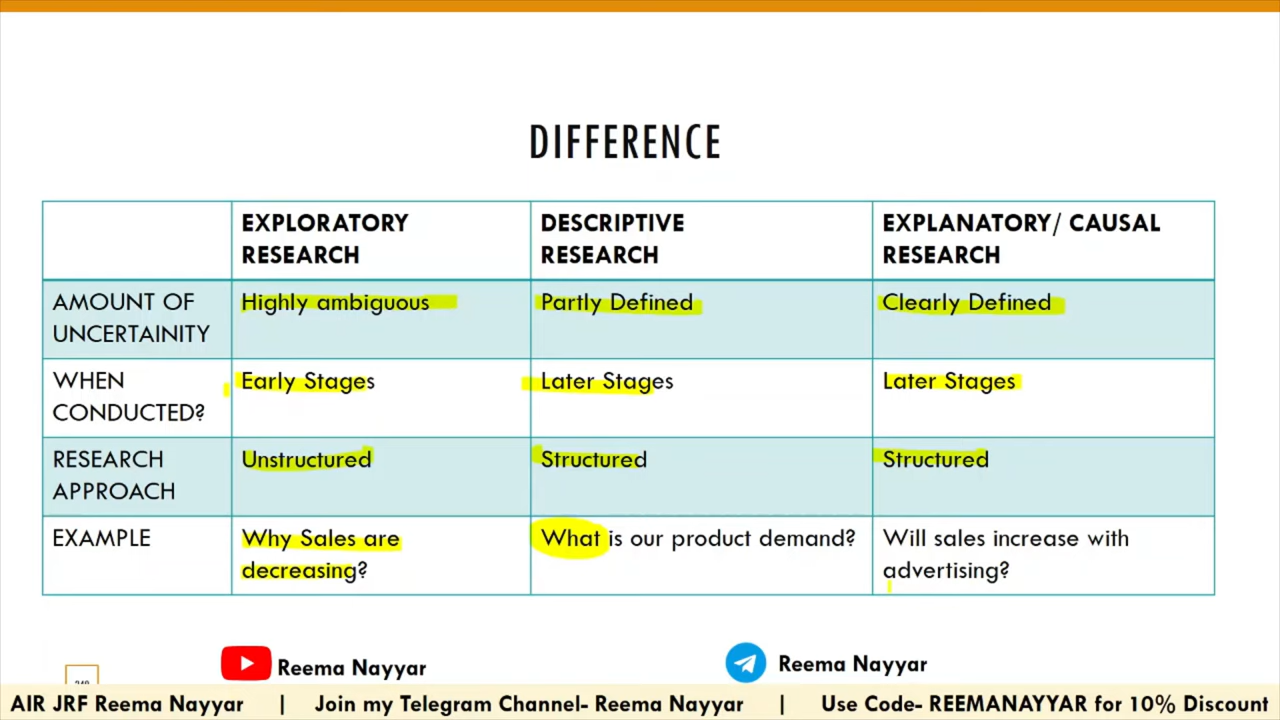 DIFFERENCE
EXPLORATORY
RESEARCH
DESCRIPTIVE
RESEARCH
EXPLANATORY/ CAUSAL
RESEARCH
AMOUNT OF
UNCERTAINITY
Highly ambiguous
Partly Defined
Clearly Defined
WHEN
CONDUCTED?
Early Stages
Later Stages
Later Stages
RESEARCH
APPROACH
Unstructured
Structured
Structured
EXAMPLE
Why Sales are
decreasing?
What is our product demand?
Will sales increase with
advertising?
Reema Nayyar
Reema Nayyar
AIR JRF Reema Nayyar | Join my Telegram Channel- Reema Nayyar | Use Code- REEMANAYYAR for 10% Discount